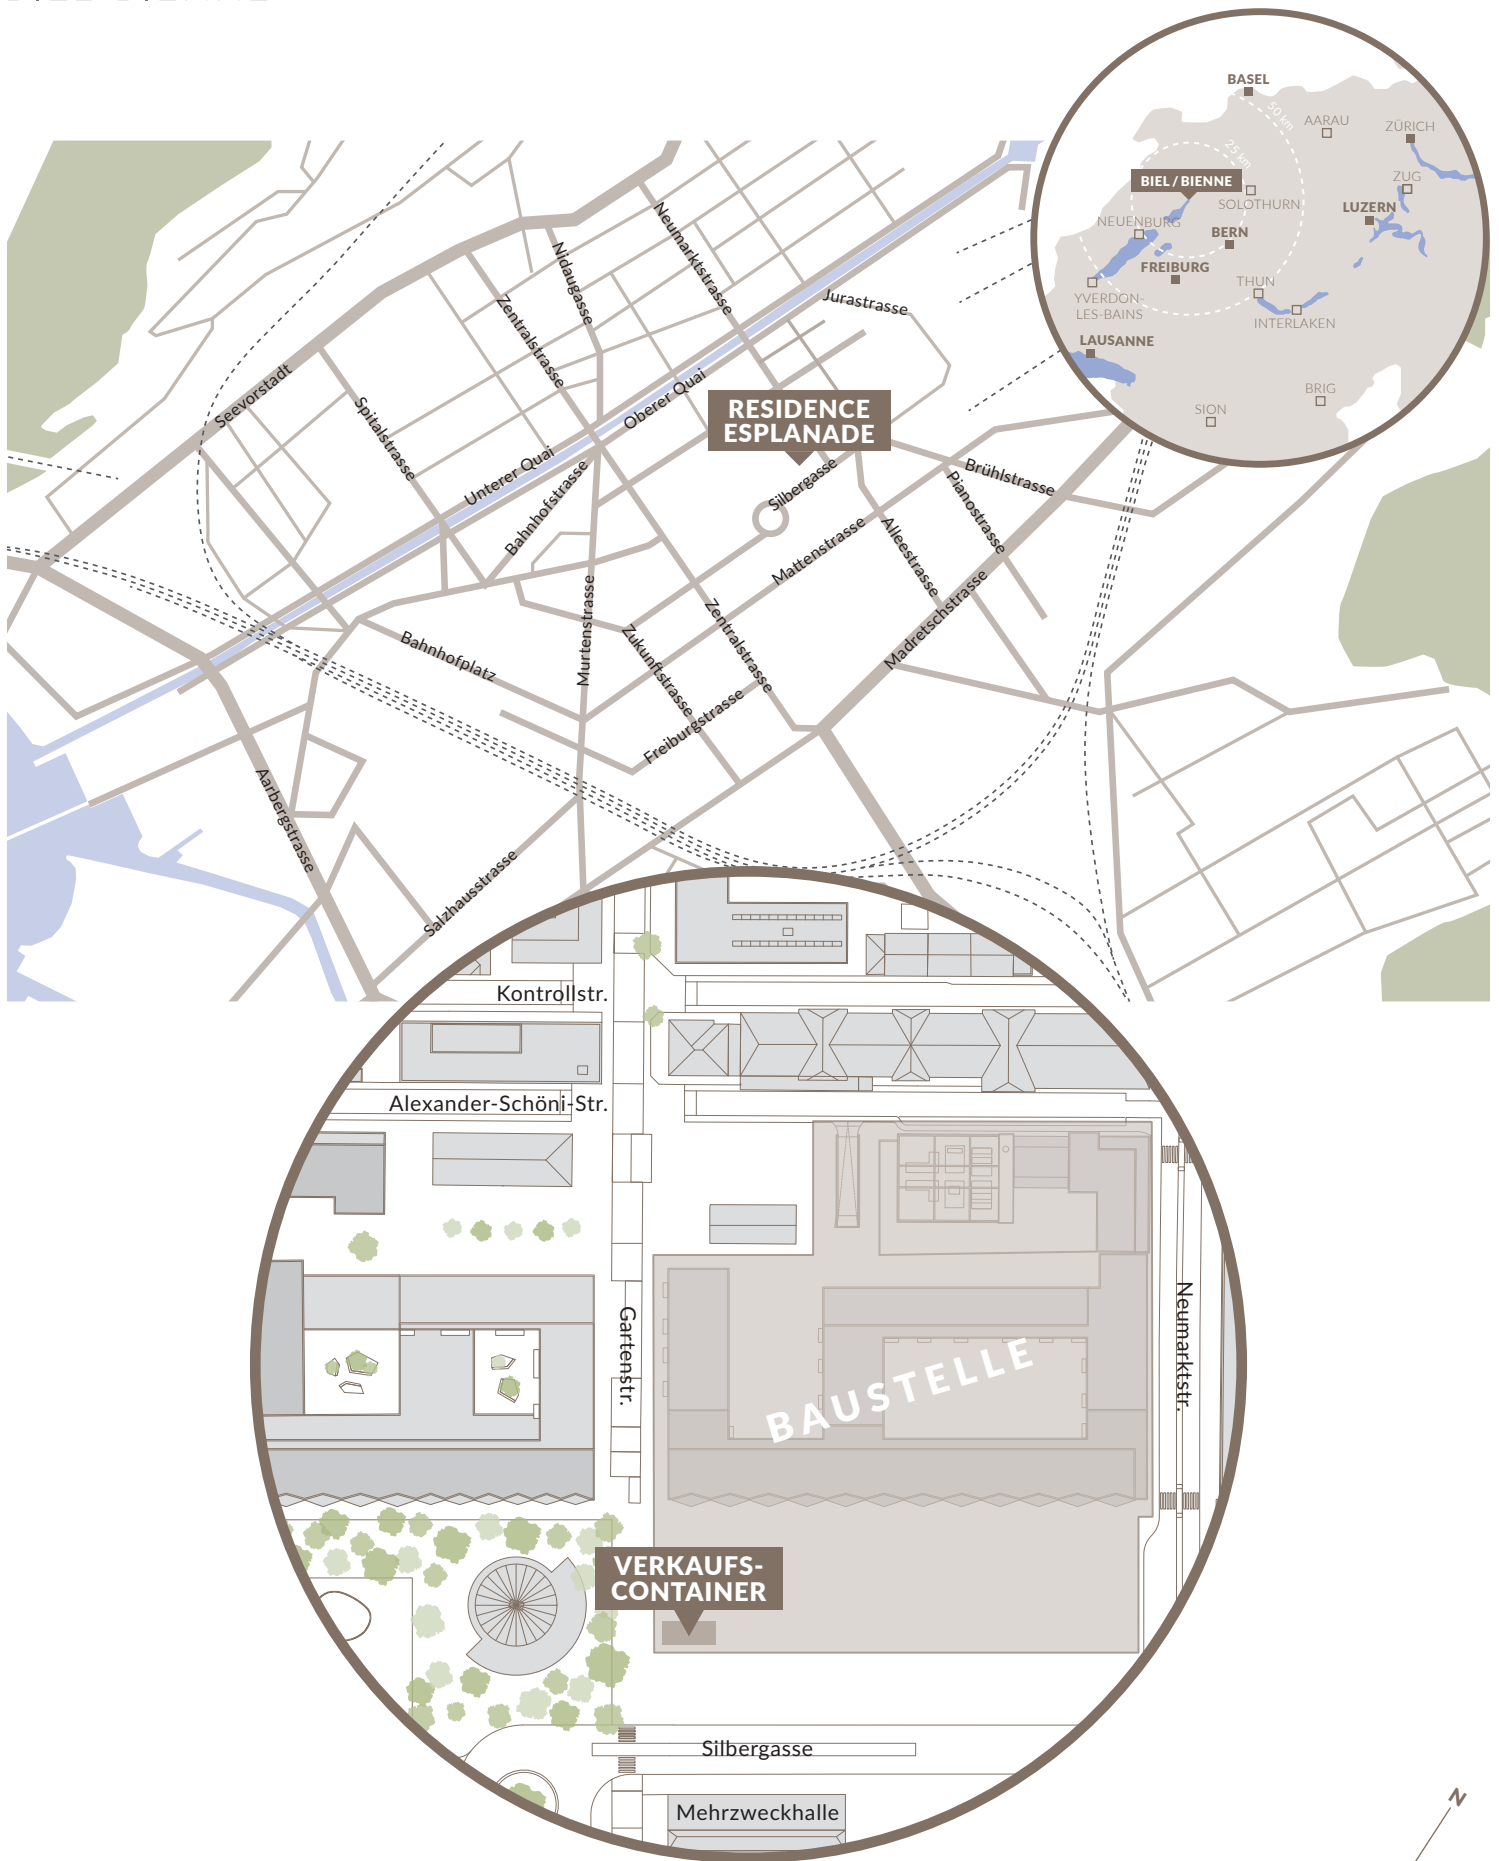 BASEL
50 km
AARAU
ZÜRICH
25 km
ZUG
BIEL / BIENNE
SOLOTHURN
LUZERN
NEUENBURG
BERN
FREIBURG
THUN
YVERDON-
LES-BAINS
INTERLAKEN
LAUSANNE
BRIG
SION
Neumarktstrasse
Nidaugasse
Zentralstrasse
Jurastrasse
Seevorstadt
Spitalstrasse
Oberer Quai
RESIDENCE
ESPLANADE
Unterer Quai
Bahnhofstrasse
Silbergasse
Brühlstrasse
Pianostrasse
Mattenstrasse
Alleestrasse
Murtenstrasse
Zukunftstrasse
Zentralstrasse
Madretschstrasse
Bahnhofplatz
Freiburgstrasse
Aarbergstrasse
Salzhausstrasse
Kontrollstr.
Alexander-Schöni-Str.
Gartenstr.
Neumarktstr.
BAUSTELLE
VERKAUFS-
CONTAINER
Silbergasse
Mehrzweckhalle
N